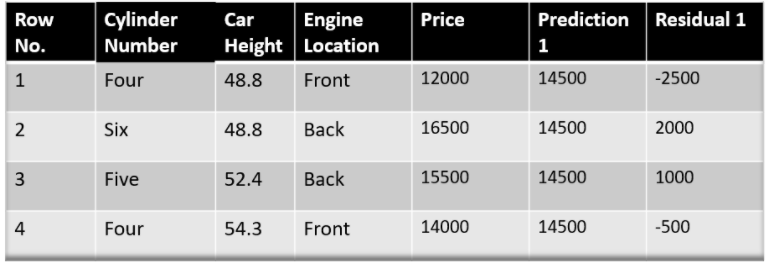 Row No. Cylinder Number Car Height Engine Location Price Prediction 1 Residual 1
1 Four 48.8 Front 12000 14500 -2500
2 Six 48.8 Back 16500 14500 2000
3 Five 52.4 Back 15500 14500 1000
4 Four 54.3 Front 14000 14500 -500